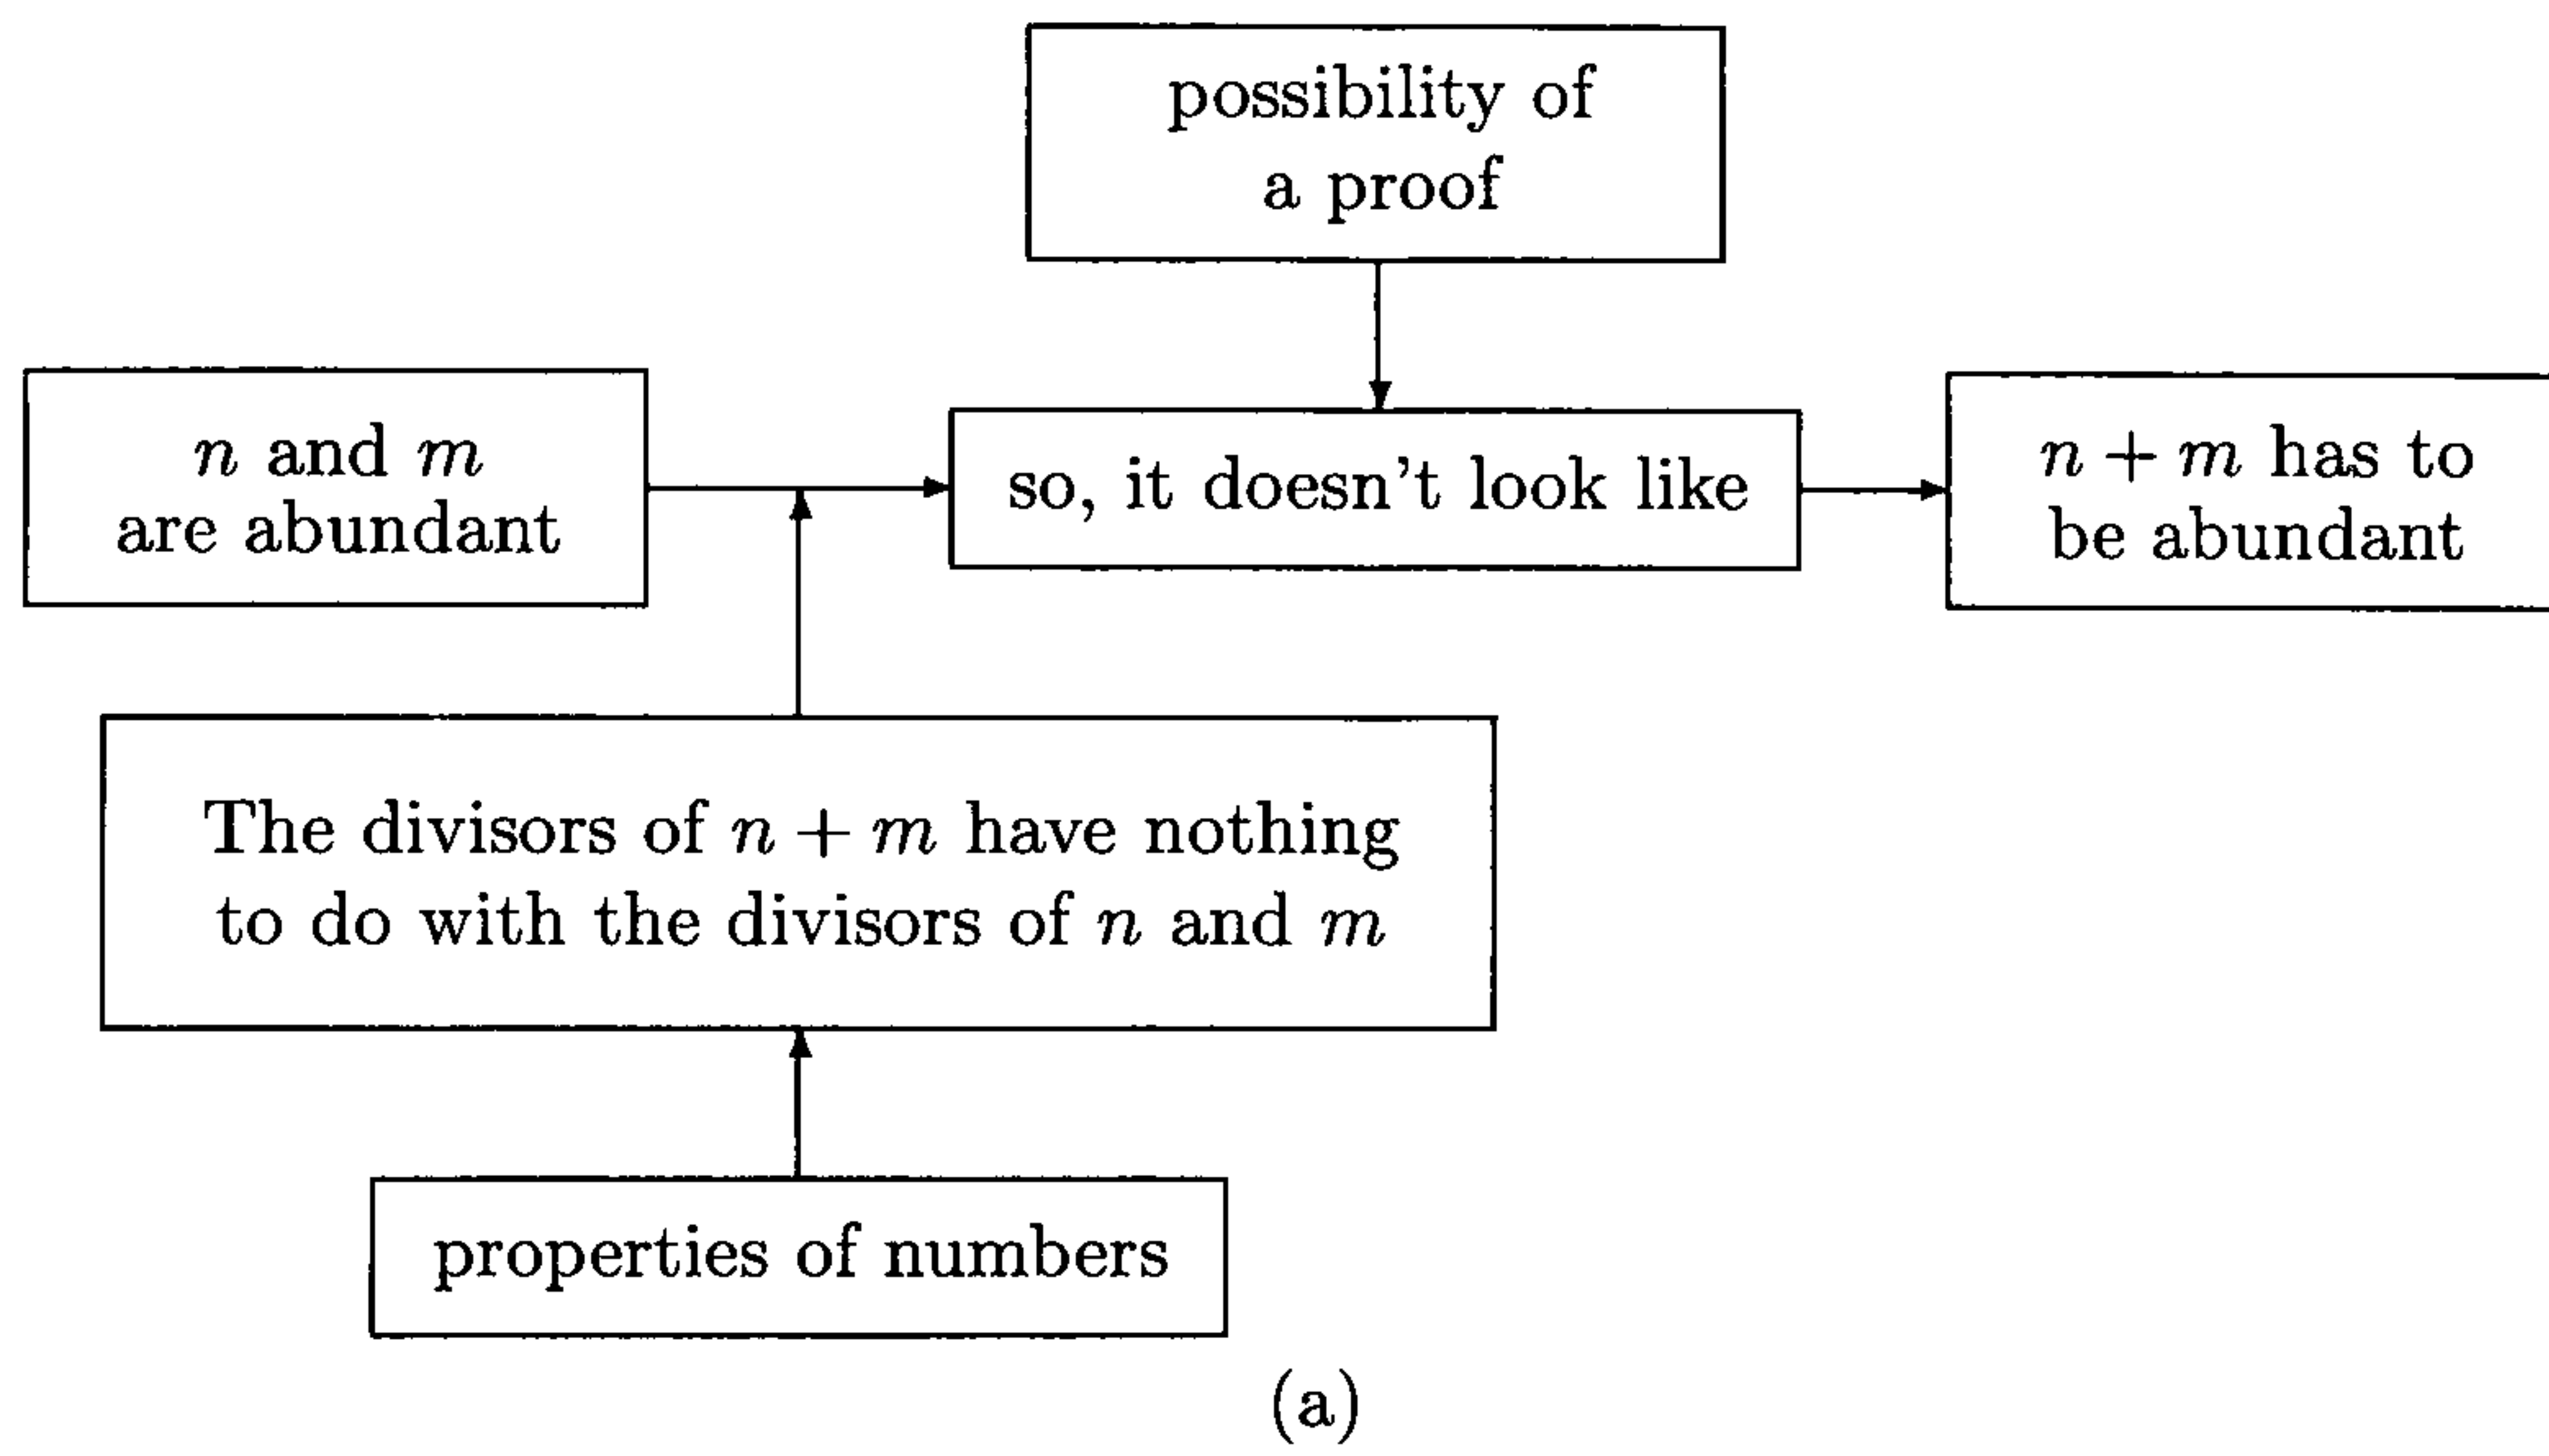 possibility of
a proof
n and m
are abundant
so, it doesn't look like
n + m has to
be abundant
The divisors of n + m have nothing
to do with the divisors of n and m
properties of numbers
(a)